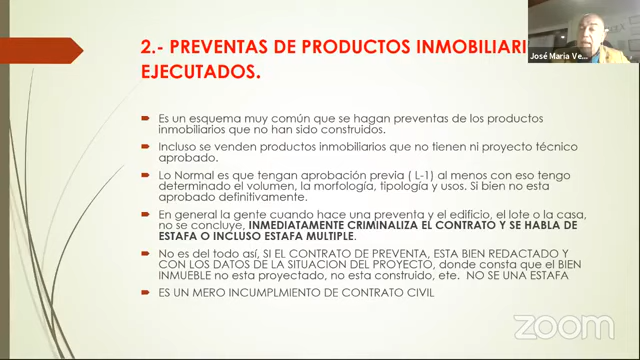 2.- PREVENTAS DE PRODUCTOS INMOBILIARI
EJECUTADOS.
José Maria Ve...
Es un esquema muy común que se hagan preventas de los productos
inmobiliarios que no han sido construidos.
Incluso se venden productos inmobiliarios que no tienen ni proyecto técnico
aprobado.
Lo Normal es que tengan aprobación previa ( L-1) al menos con eso tengo
determinado el volumen, la morfología, tipología y usos. Si bien no esta
aprobado definitivamente.
En general la gente cuando hace una preventa y el edificio, el lote o la casa,
no se concluye, INMEDIATAMENTE CRIMINALIZA EL CONTRATO Y SE HABLA DE
ESTAFA O INCLUSO ESTAFA MULTIPLE.
No es del todo así, SI EL CONTRATO DE PREVENTA, ESTA BIEN REDACTADO Y
CON LOS DATOS DE LA SITUACION DEL PROYECTO, donde consta que el BIEN
INMUEBLE no esta proyectado, no esta construido, ete. NO SE UNA ESTAFA
ES UN MERO INCUMPLMIENTO DE CONTRATO CIVIL
zoom